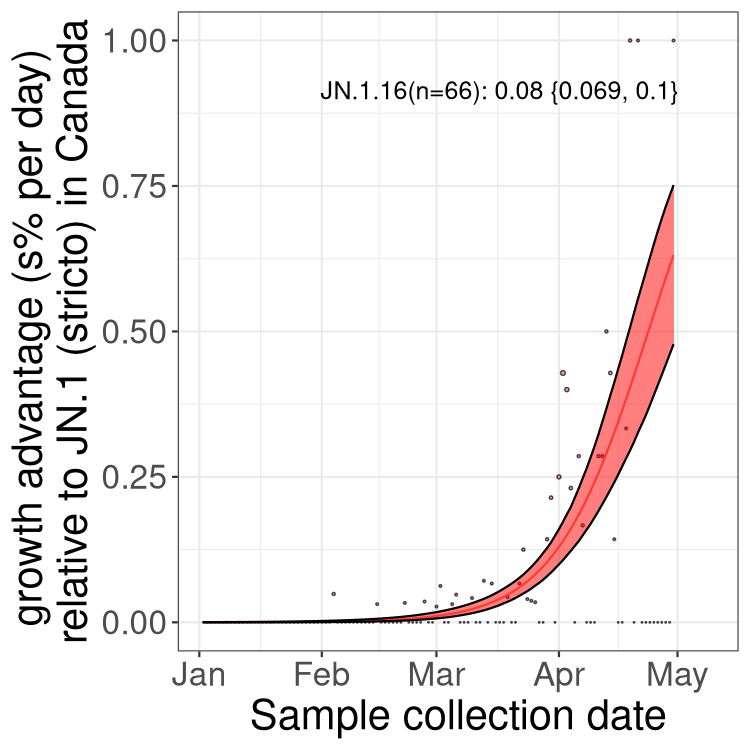 growth advantage (s% per day)
relative to JN.1 (stricto) in Canada
1.00
0.75
0.50
0.25
0.00
JN.1.16(n=66): 0.08 {0.069, 0.1}
Jan Feb Mar Apr May
Sample collection date